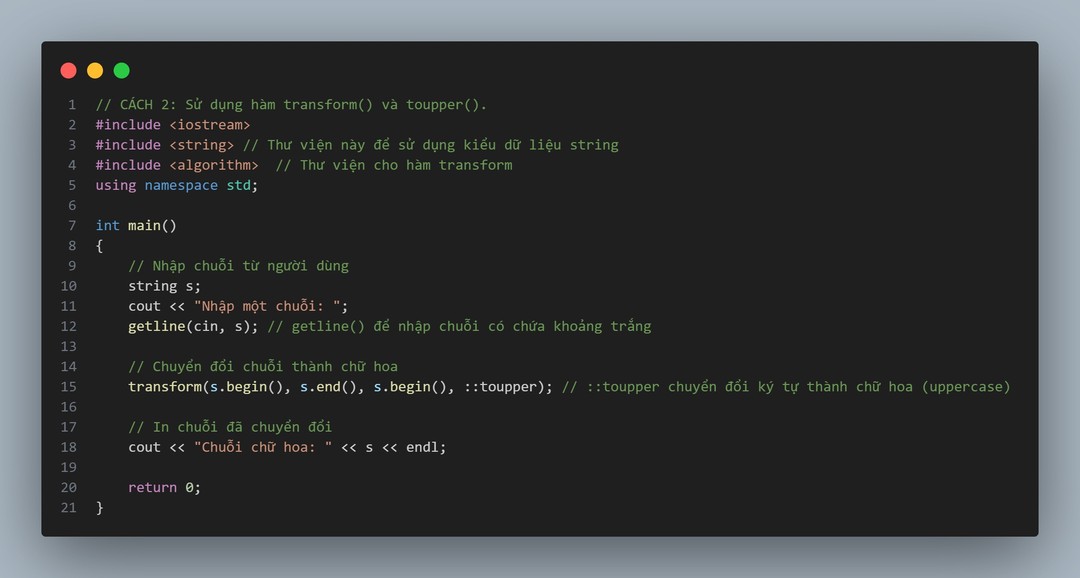 1 // CÁCH 2: Sử dụng hàm transform() và toupper().
2 #include <iostream>
3 #include <string> // Thư viện này để sử dụng kiểu dữ liệu string
4 #include <algorithm>  // Thư viện cho hàm transform
5 using namespace std;
6
7 int main()
8 {
9     // Nhập chuỗi từ người dùng
10     string s;
11     cout << "Nhập một chuỗi: ";
12     getline(cin, s); // getline() để nhập chuỗi có chứa khoảng trắng
13
14     // Chuyển đổi chuỗi thành chữ hoa
15     transform(s.begin(), s.end(), s.begin(), ::toupper); // ::toupper chuyển đổi ký tự thành chữ hoa (uppercase)
16
17     // In chuỗi đã chuyển đổi
18     cout << "Chuỗi chữ hoa: " << s << endl;
19
20     return 0;
21 }